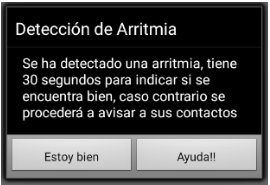 Detección de Arritmia
Se ha detectado una arritmia, tiene
30 segundos para indicar si se
encuentra bien, caso contrario se
procederá a avisar a sus contactos
Estoy bien
Ayuda!!